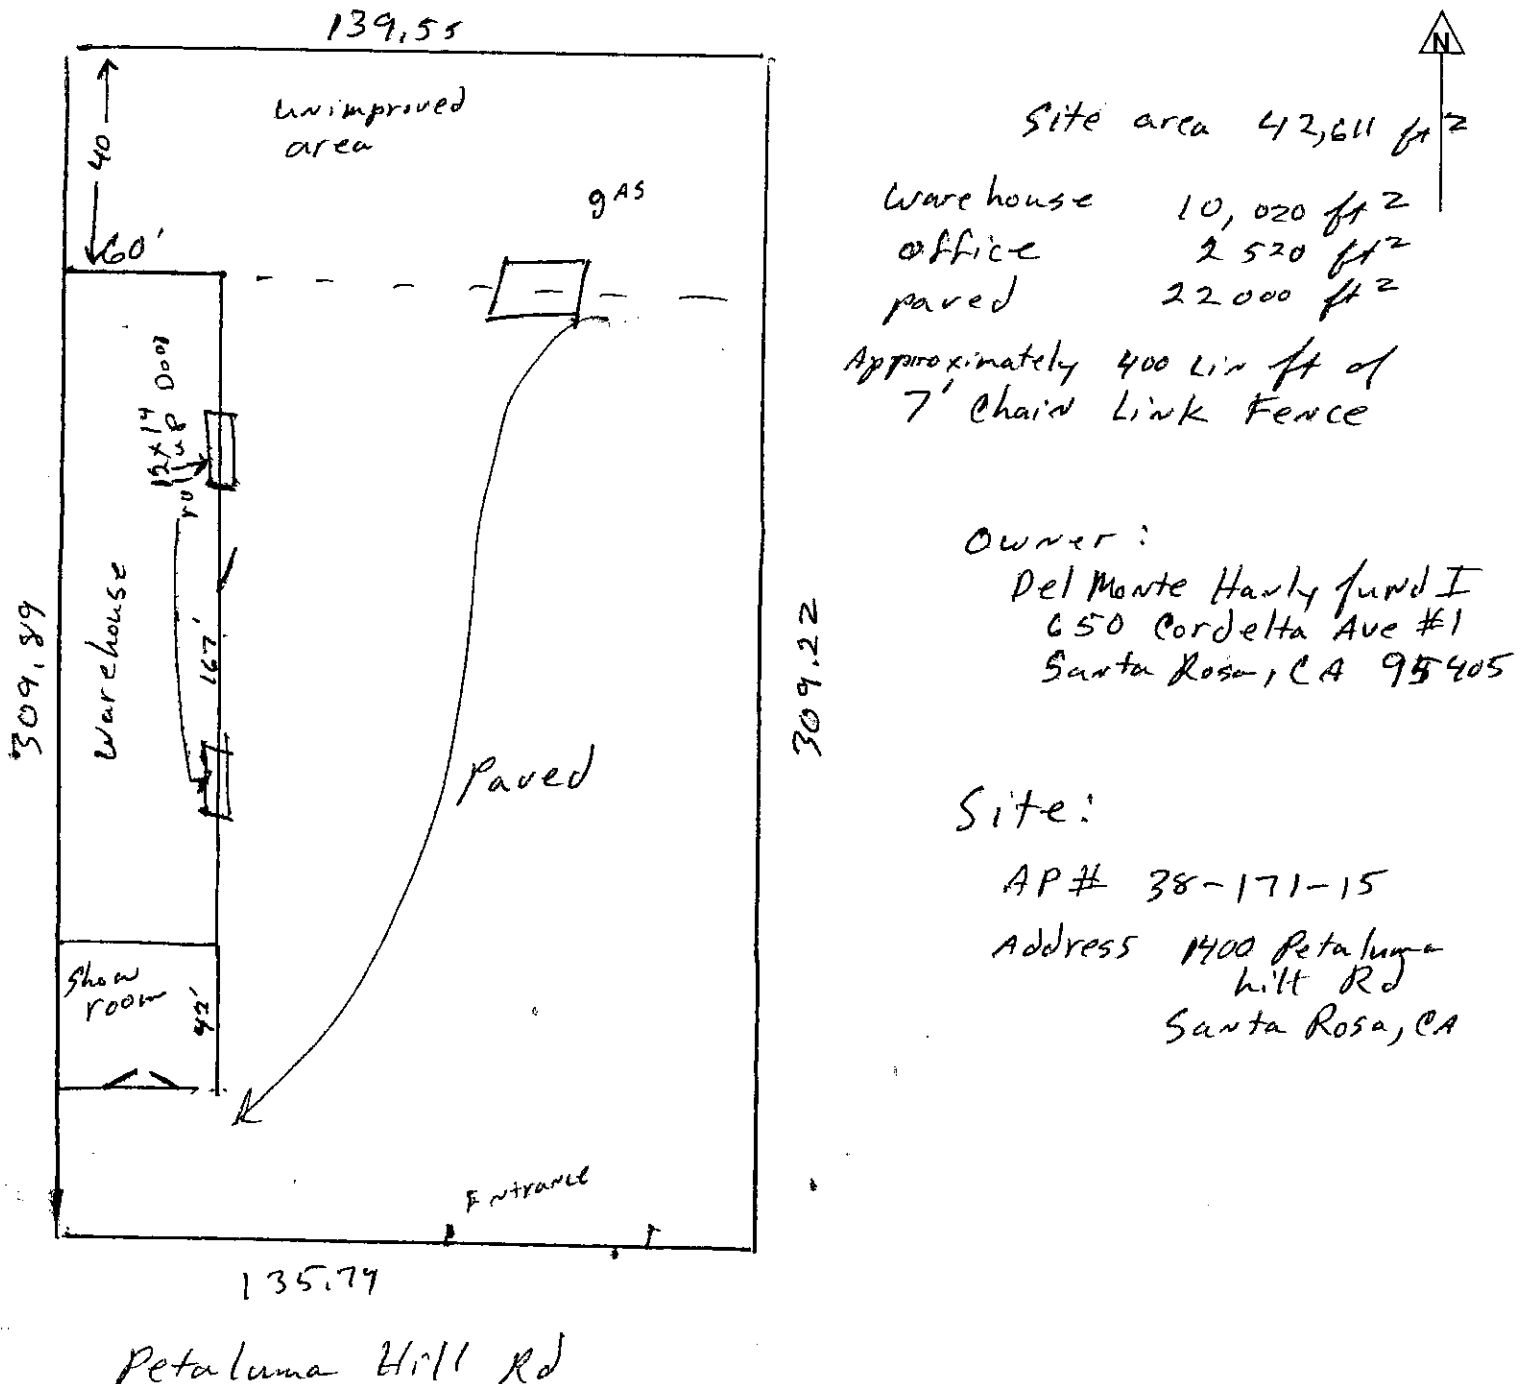 139.55
N
unimproved
area
40
gas
60'
12x14
roll up Door
Warehouse
167'
309.89
309.22
Paved
Show
room
42'
Entrance
135.74
Petaluma Hill Rd
Site area 42,611 ft²
warehouse 10,020 ft²
office 2520 ft²
paved 22000 ft²
Approximately 400 Lin ft of
7' Chain Link Fence
Owner:
Del Monte fund I
650 Cordelta Ave #1
Santa Rosa, CA 95405
Site:
AP# 38-171-15
Address 1400 Petaluma
hill Rd
Santa Rosa, CA